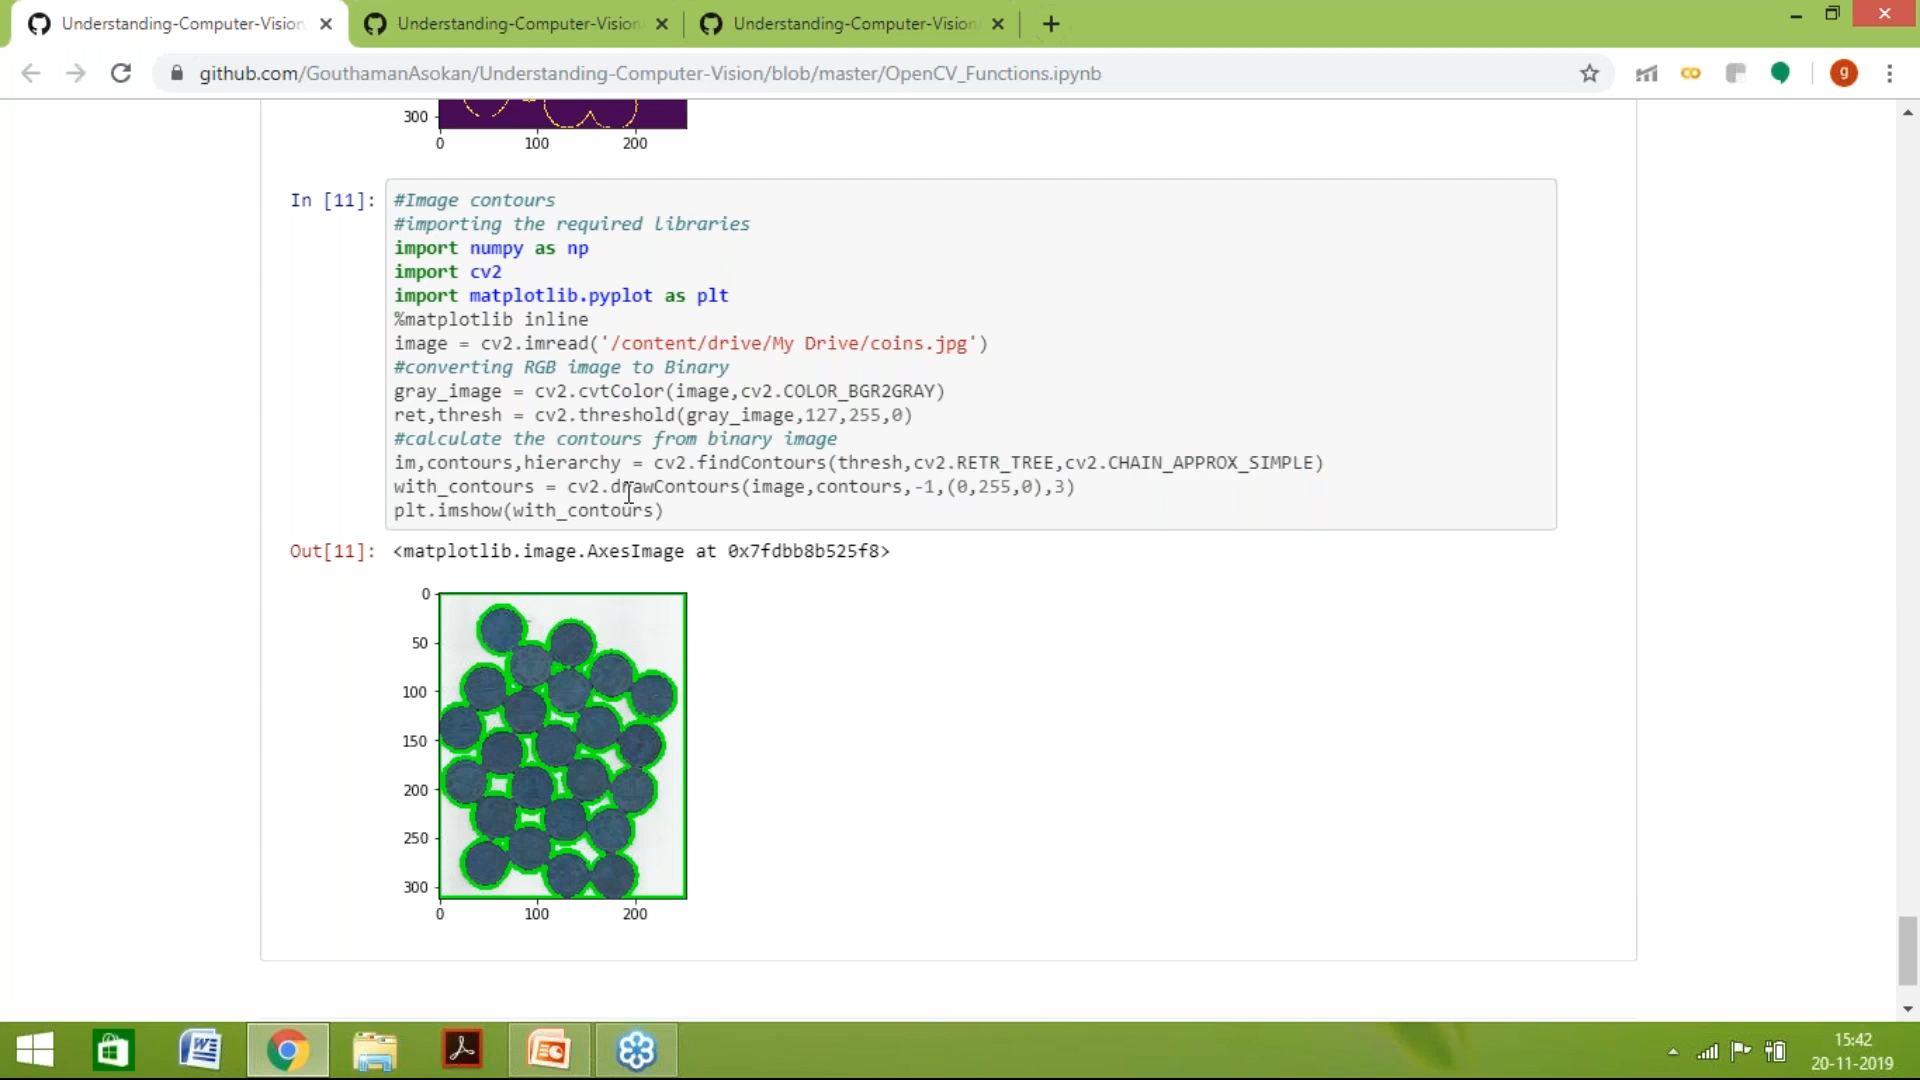 Understanding-Computer-Vision
Understanding-Computer-Vision
Understanding-Computer-Vision
github.com/GouthamanAsokan/Understanding-Computer-Vision/blob/master/OpenCV_Functions.ipynb
g
300
0 100 200
In [11]:
#Image contours
#importing the required libraries
import numpy as np
import cv2
import matplotlib.pyplot as plt
%matplotlib inline
image = cv2.imread('/content/drive/My Drive/coins.jpg')
#converting RGB image to Binary
gray_image = cv2.cvtColor(image,cv2.COLOR_BGR2GRAY)
ret,thresh = cv2.threshold(gray_image,127,255,0)
#calculate the contours from binary image
im,contours,hierarchy = cv2.findContours(thresh,cv2.RETR_TREE,cv2.CHAIN_APPROX_SIMPLE)
with_contours = cv2.drawContours(image,contours,-1,(0,255,0),3)
plt.imshow(with_contours)
Out[11]: <matplotlib.image.AxesImage at 0x7fdbb8b525f8>
0
50
100
150
200
250
300
0 100 200
15:42
20-11-2019